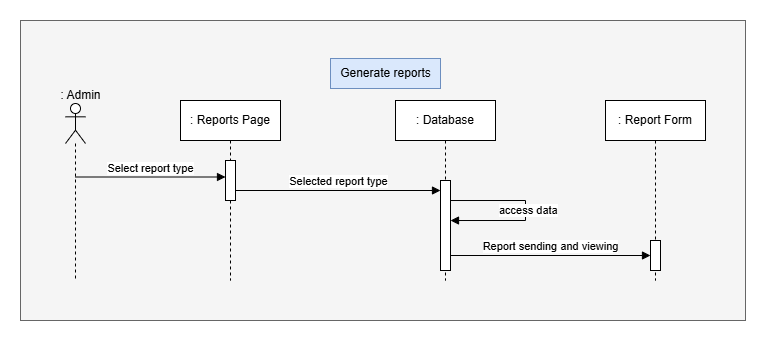 Generate reports
: Admin
: Reports Page
: Database
: Report Form
Select report type
Selected report type
access data
Report sending and viewing